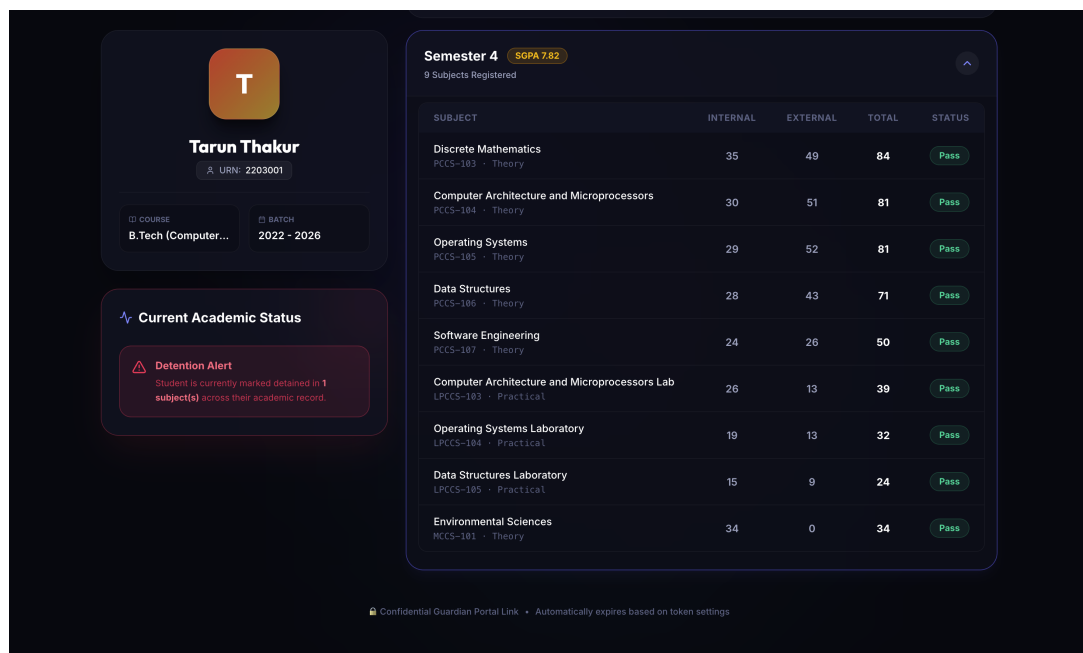 T
Tarun Thakur
URN: 2203001
COURSE
B.Tech (Computer...
BATCH
2022 - 2026
Current Academic Status
Detention Alert
Student is currently marked detained in 1
subject(s) across their academic record.
Semester 4 SGPA 7.82
9 Subjects Registered
SUBJECT INTERNAL EXTERNAL TOTAL STATUS
Discrete Mathematics
PCCS-103 · Theory
35 49 84 Pass
Computer Architecture and Microprocessors
PCCS-104 · Theory
30 51 81 Pass
Operating Systems
PCCS-105 · Theory
29 52 81 Pass
Data Structures
PCCS-106 · Theory
28 43 71 Pass
Software Engineering
PCCS-107 · Theory
24 26 50 Pass
Computer Architecture and Microprocessors Lab
LPCCS-103 · Practical
26 13 39 Pass
Operating Systems Laboratory
LPCCS-104 · Practical
19 13 32 Pass
Data Structures Laboratory
LPCCS-105 · Practical
15 9 24 Pass
Environmental Sciences
MCCS-101 · Theory
34 0 34 Pass
🔒 Confidential Guardian Portal Link • Automatically expires based on token settings